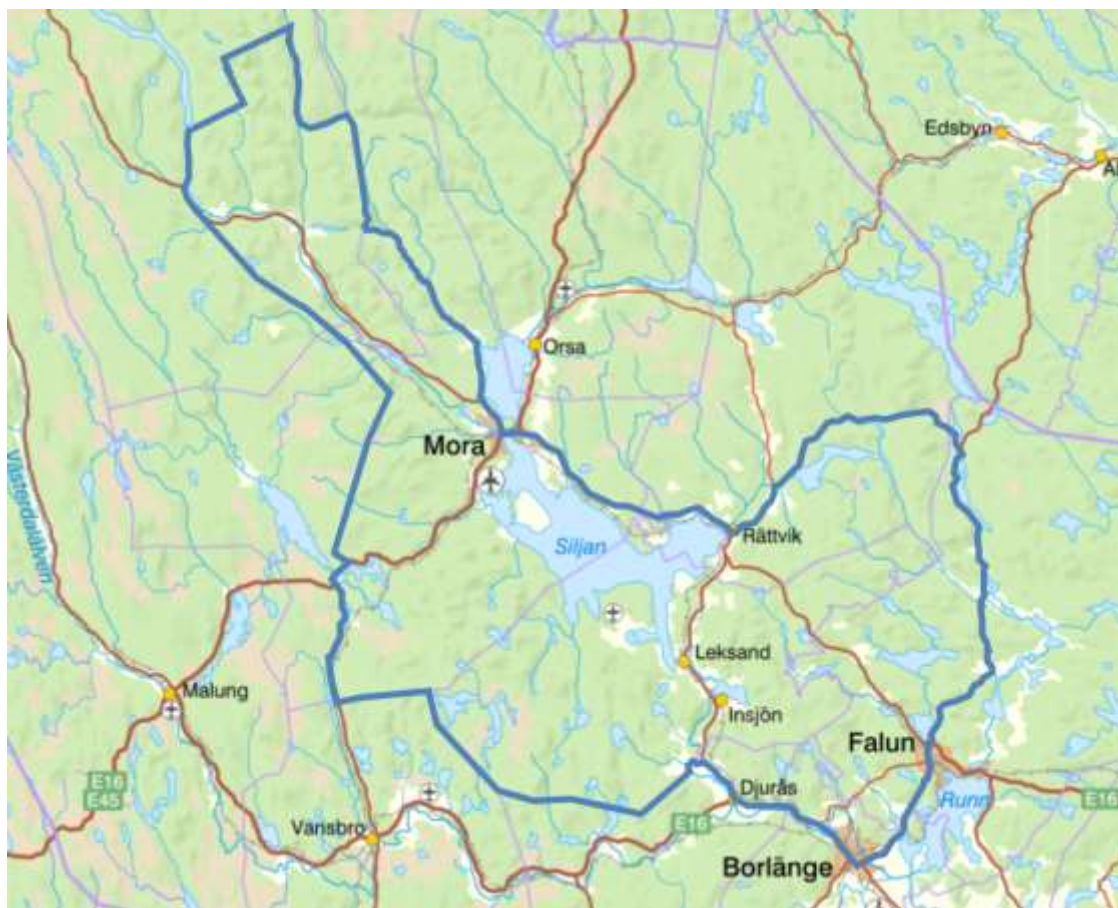 Edsbyn
Orsa
Mora
Västerdalälven
Siljan
Rättvik
Leksand
Malung
Insjön
Falun
E16
E45
Djurås
Runn
E16
Vansbro
E16
Borlänge